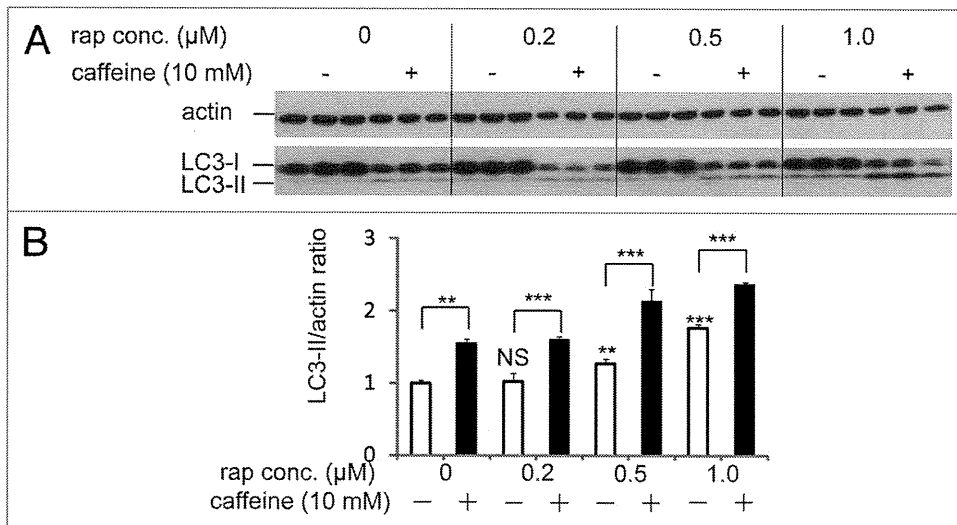 A
rap conc. (µM) 0 0.2 0.5 1.0
caffeine (10 mM) - + - + - + - +
actin
LC3-I
LC3-II
B
LC3-II/actin ratio
3
2
1
0
** *** *** ***
NS ** ***
rap conc. (µM) 0 0.2 0.5 1.0
caffeine (10 mM) — + — + — + — +